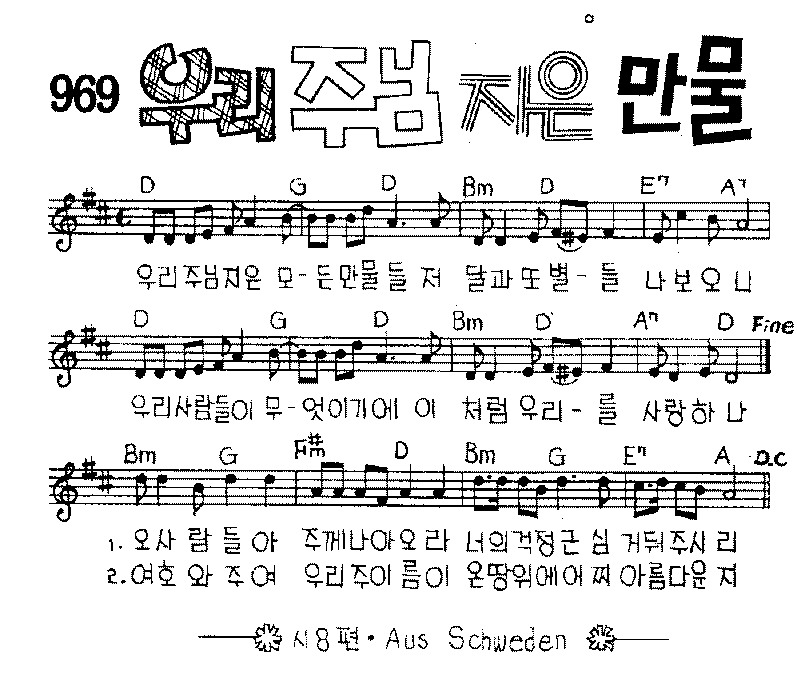 969 우리 주님 지은 만물
D G D Bm D E7 A7
우리주님지은 모-든만물들 저 달과 또 별-들 나 보 오 니
D G D Bm D A7 D Fine
우리사람들이 무-엇이기에 이 처럼 우리-를 사랑하 나
Bm G F#m D Bm G E7 A D.C
1. 오 사 람 들 아 주께나아오 라 너의걱정근 심 거둬주시 리
2. 여호 와 주 여 우리주이름이 온땅위에어 찌 아름다운 지
시 8 편 · Aus Schweden